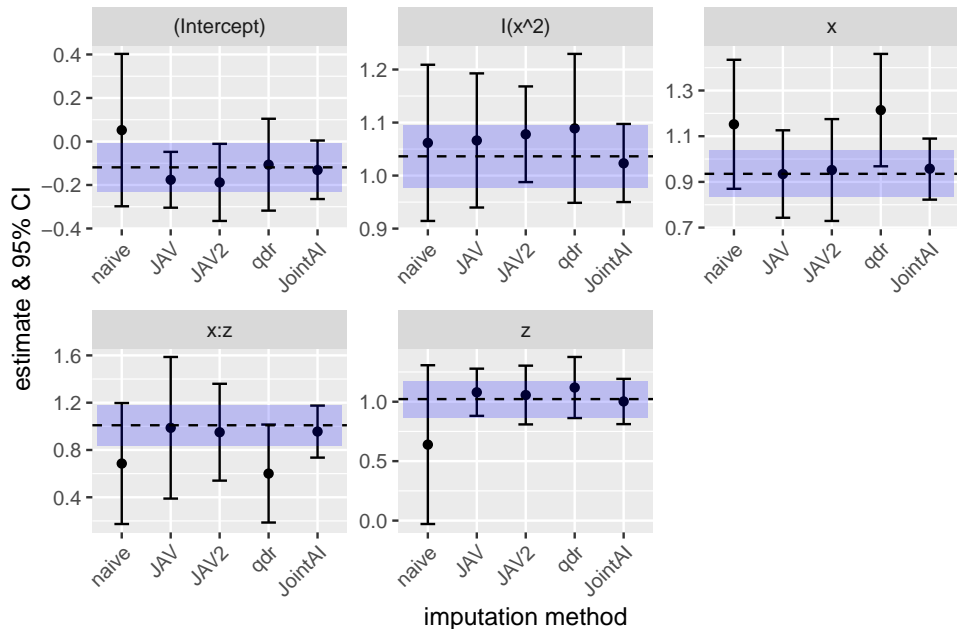 (Intercept)
I(x^2)
x
0.4
0.2
0.0
−0.2
−0.4
1.2
1.1
1.0
0.9
1.3
1.1
0.9
0.7
naive
JAV
JAV2
qdr
JointAI
naive
JAV
JAV2
qdr
JointAI
naive
JAV
JAV2
qdr
JointAI
estimate & 95% CI
x:z
z
1.6
1.2
0.8
0.4
1.0
0.5
0.0
naive
JAV
JAV2
qdr
JointAI
naive
JAV
JAV2
qdr
JointAI
imputation method